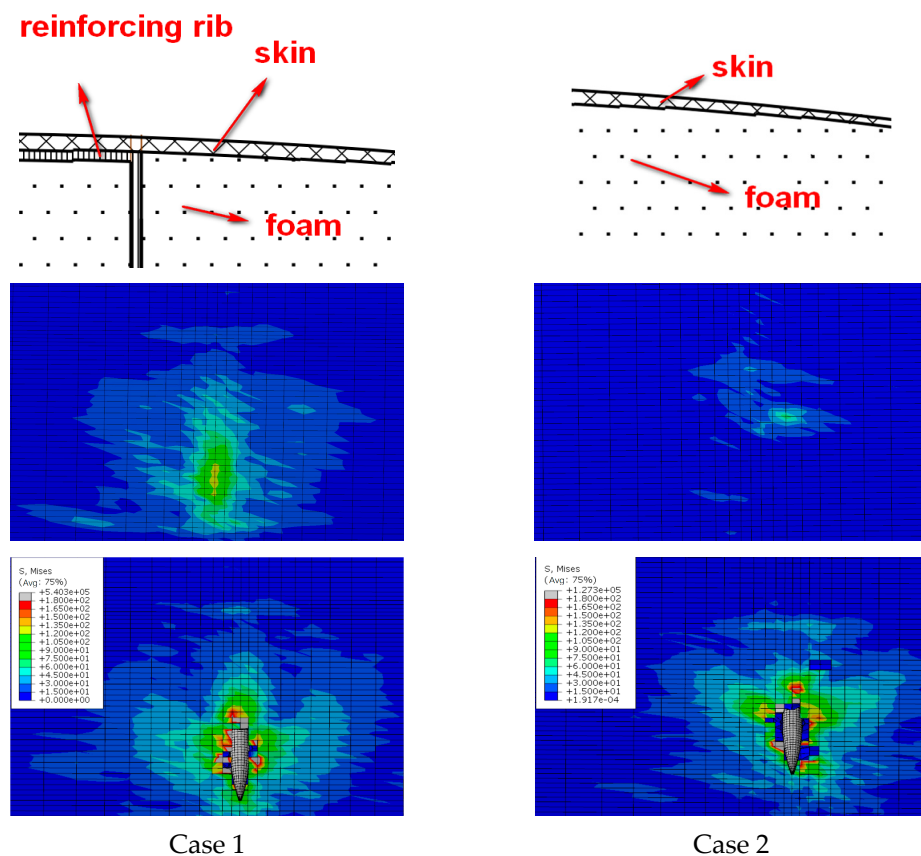 reinforcing rib
skin
foam
skin
foam
S, Mises
(Avg: 75%)
+5.403e+05
+1.800e+02
+1.650e+02
+1.500e+02
+1.350e+02
+1.200e+02
+1.050e+02
+9.000e+01
+7.500e+01
+6.000e+01
+4.500e+01
+3.000e+01
+1.500e+01
+0.000e+00
S, Mises
(Avg: 75%)
+1.273e+05
+1.800e+02
+1.650e+02
+1.500e+02
+1.350e+02
+1.200e+02
+1.050e+02
+9.000e+01
+7.500e+01
+6.000e+01
+4.500e+01
+3.000e+01
+1.500e+01
+1.917e-04
Case 1
Case 2